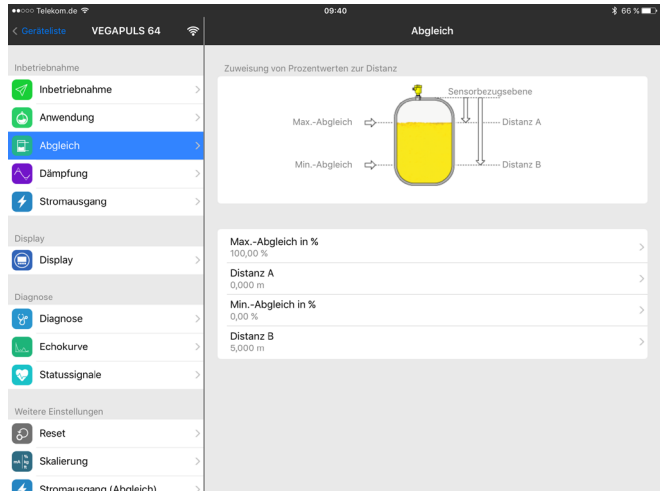 Telekom.de
09:40
66 %
Geräteliste
VEGAPULS 64
Abgleich
Inbetriebnahme
Inbetriebnahme
Anwendung
Abgleich
Dämpfung
Stromausgang
Display
Display
Diagnose
Diagnose
Echokurve
Statussignale
Weitere Einstellungen
Reset
Skalierung
Stromausgang (Abgleich)
Zuweisung von Prozentwerten zur Distanz
Sensorbezugsebene
Max.-Abgleich
Distanz A
Min.-Abgleich
Distanz B
Max.-Abgleich in %
100,00 %
Distanz A
0,000 m
Min.-Abgleich in %
0,00 %
Distanz B
5,000 m